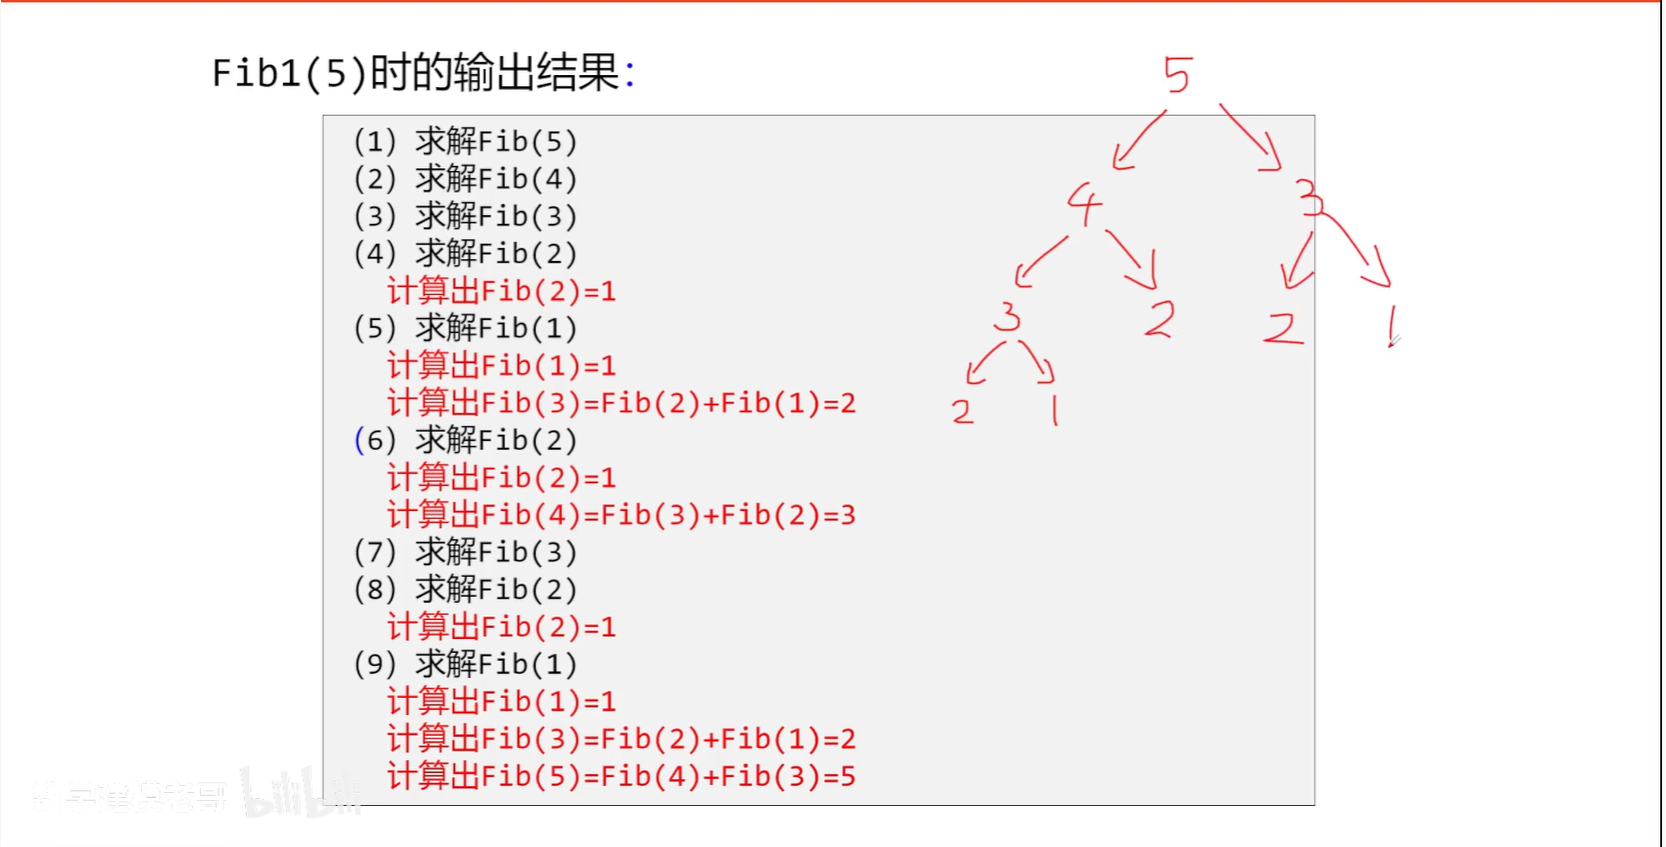 Fib1(5)时的输出结果:
(1) 求解Fib(5)
(2) 求解Fib(4)
(3) 求解Fib(3)
(4) 求解Fib(2)
计算出Fib(2)=1
(5) 求解Fib(1)
计算出Fib(1)=1
计算出Fib(3)=Fib(2)+Fib(1)=2
(6) 求解Fib(2)
计算出Fib(2)=1
计算出Fib(4)=Fib(3)+Fib(2)=3
(7) 求解Fib(3)
(8) 求解Fib(2)
计算出Fib(2)=1
(9) 求解Fib(1)
计算出Fib(1)=1
计算出Fib(3)=Fib(2)+Fib(1)=2
计算出Fib(5)=Fib(4)+Fib(3)=5
5
4 3
3 2 2 1
2 1
数学建模老哥 bilibili